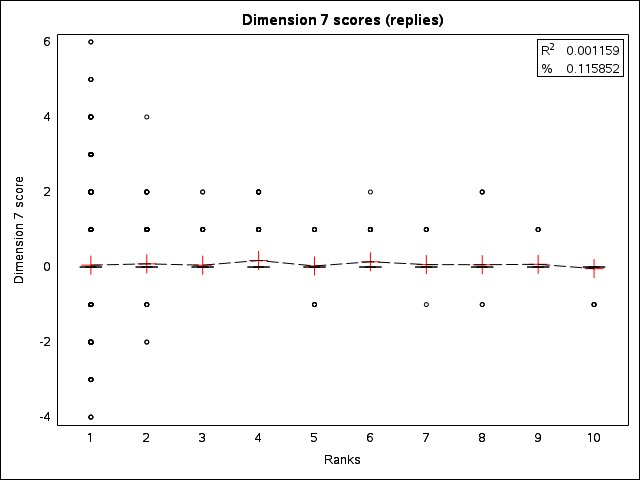 Dimension 7 scores (replies)
R2 0.001159
% 0.115852
Dimension 7 score
6
4
2
0
-2
-4
1 2 3 4 5 6 7 8 9 10
Ranks